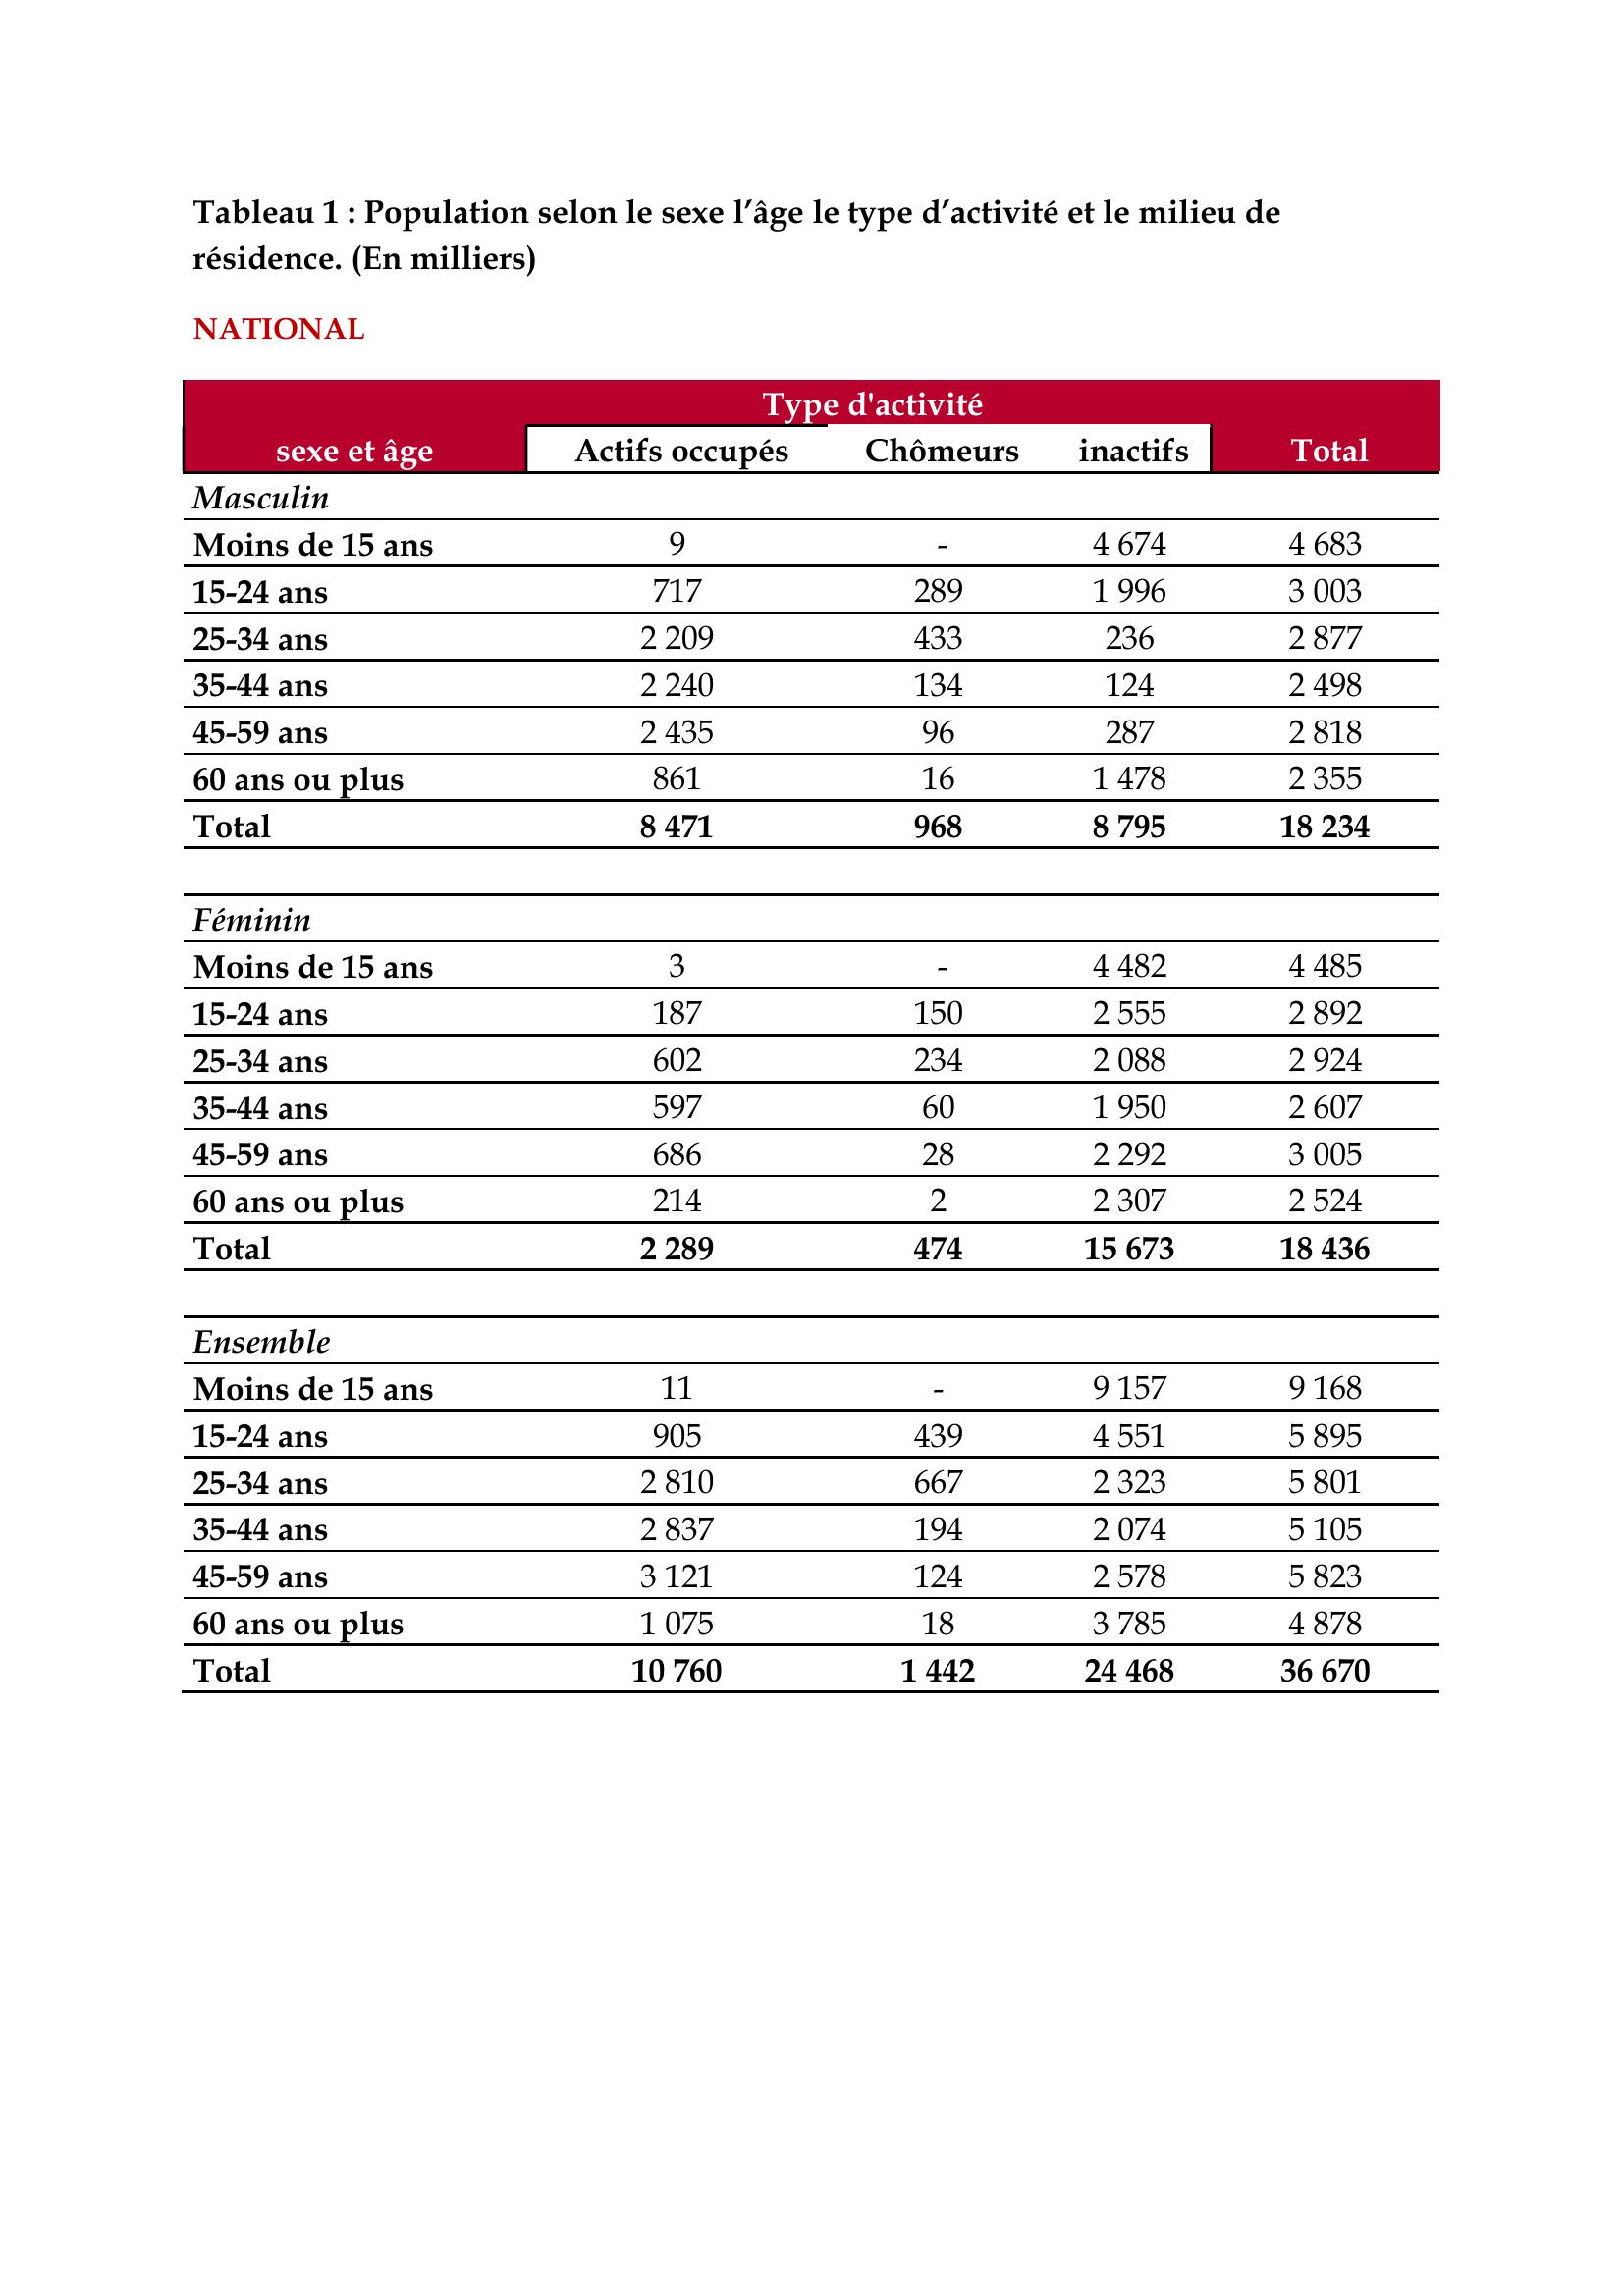 Tableau 1 : Population selon le sexe l’âge le type d’activité et le milieu de
résidence. (En milliers)
NATIONAL
Type d'activité
sexe et âge Actifs occupés Chômeurs inactifs Total
Masculin
Moins de 15 ans 9 - 4 674 4 683
15-24 ans 717 289 1 996 3 003
25-34 ans 2 209 433 236 2 877
35-44 ans 2 240 134 124 2 498
45-59 ans 2 435 96 287 2 818
60 ans ou plus 861 16 1 478 2 355
Total 8 471 968 8 795 18 234
Féminin
Moins de 15 ans 3 - 4 482 4 485
15-24 ans 187 150 2 555 2 892
25-34 ans 602 234 2 088 2 924
35-44 ans 597 60 1 950 2 607
45-59 ans 686 28 2 292 3 005
60 ans ou plus 214 2 2 307 2 524
Total 2 289 474 15 673 18 436
Ensemble
Moins de 15 ans 11 - 9 157 9 168
15-24 ans 905 439 4 551 5 895
25-34 ans 2 810 667 2 323 5 801
35-44 ans 2 837 194 2 074 5 105
45-59 ans 3 121 124 2 578 5 823
60 ans ou plus 1 075 18 3 785 4 878
Total 10 760 1 442 24 468 36 670